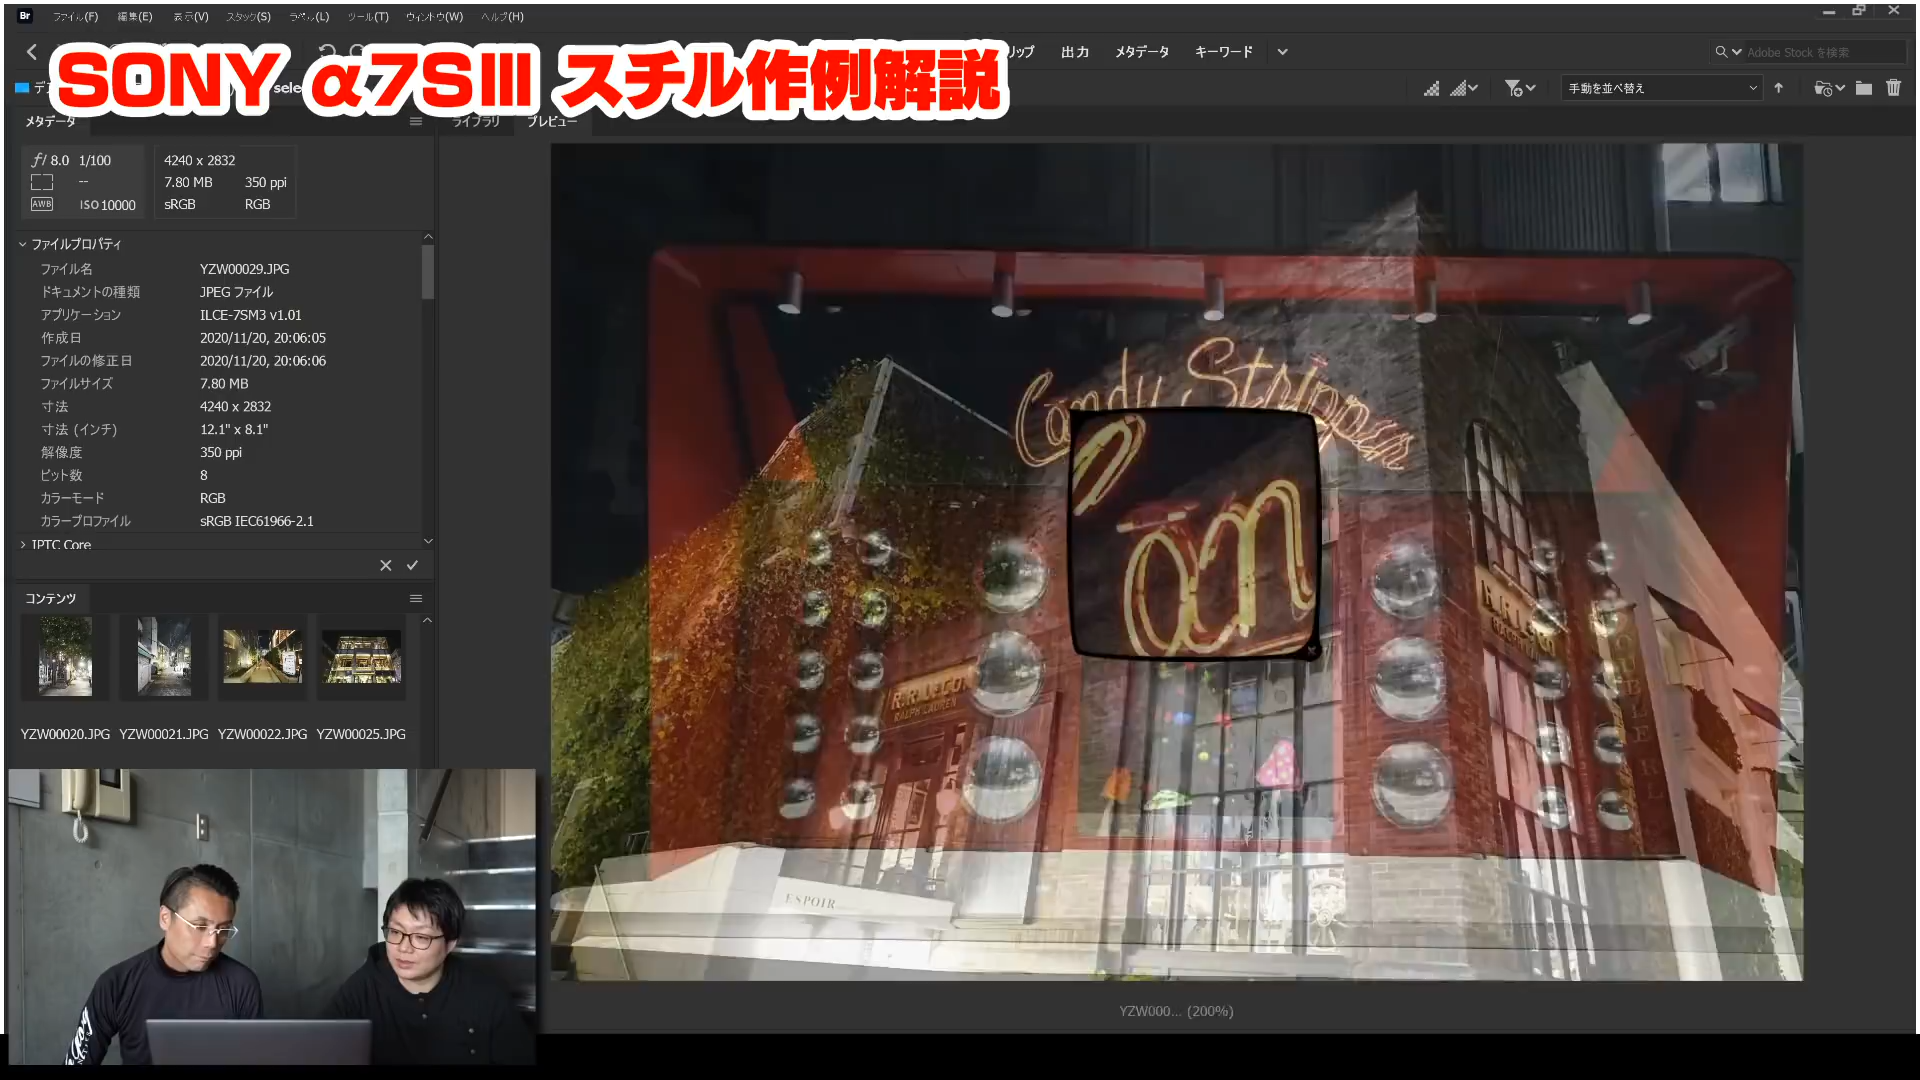 Br ファイル(F) 編集(E) 表示(V) スタック(S) ラベル(L) ツール(T) ウィンドウ(W) ヘルプ(H)
SONY α7SⅢ スチル作例解説
出力 メタデータ キーワード
Adobe Stock を検索
手動を並べ替え
メタデータ
ライブラリ プレビュー
f/ 8.0 1/100
--
AWB ISO 10000
4240 x 2832
7.80 MB 350 ppi
sRGB RGB
ファイルプロパティ
ファイル名 YZW00029.JPG
ドキュメントの種類 JPEG ファイル
アプリケーション ILCE-7SM3 v1.01
作成日 2020/11/20, 20:06:05
ファイルの修正日 2020/11/20, 20:06:06
ファイルサイズ 7.80 MB
寸法 4240 x 2832
寸法 (インチ) 12.1" x 8.1"
解像度 350 ppi
ビット数 8
カラーモード RGB
カラープロファイル sRGB IEC61966-2.1
IPTC Core
コンテンツ
YZW00020.JPG YZW00021.JPG YZW00022.JPG YZW00025.JPG
Candy Stripper
an
RRL & CO.
RALPH LAUREN
ESPOIR
YZW000... (200%)